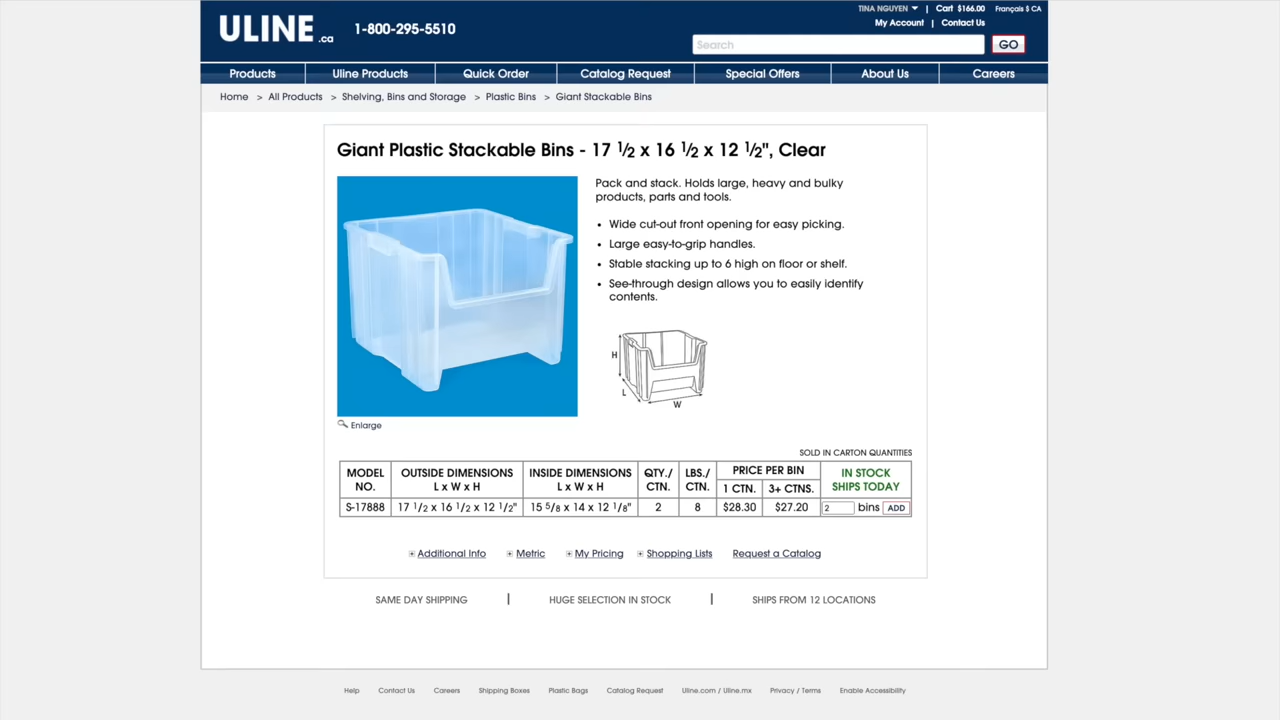 TINA NGUYEN | Cart $166.00 Français $ CA
ULINE.ca 1-800-295-5510 My Account | Contact Us
Search GO
Products Uline Products Quick Order Catalog Request Special Offers About Us Careers
Home > All Products > Shelving, Bins and Storage > Plastic Bins > Giant Stackable Bins
Giant Plastic Stackable Bins - 17 1/2 x 16 1/2 x 12 1/2", Clear
Pack and stack. Holds large, heavy and bulky
products, parts and tools.
• Wide cut-out front opening for easy picking.
• Large easy-to-grip handles.
• Stable stacking up to 6 high on floor or shelf.
• See-through design allows you to easily identify
contents.
H
L
W
Enlarge
SOLD IN CARTON QUANTITIES
MODEL NO. OUTSIDE DIMENSIONS L x W x H INSIDE DIMENSIONS L x W x H QTY./ CTN. LBS./ CTN. PRICE PER BIN IN STOCK SHIPS TODAY
1 CTN. 3+ CTNS.
S-17888 17 1/2 x 16 1/2 x 12 1/2" 15 5/8 x 14 x 12 1/8" 2 8 $28.30 $27.20 2 bins ADD
Additional Info Metric My Pricing Shopping Lists Request a Catalog
SAME DAY SHIPPING | HUGE SELECTION IN STOCK | SHIPS FROM 12 LOCATIONS
Help Contact Us Careers Shipping Boxes Plastic Bags Catalog Request Uline.com / Uline.mx Privacy / Terms Enable Accessibility